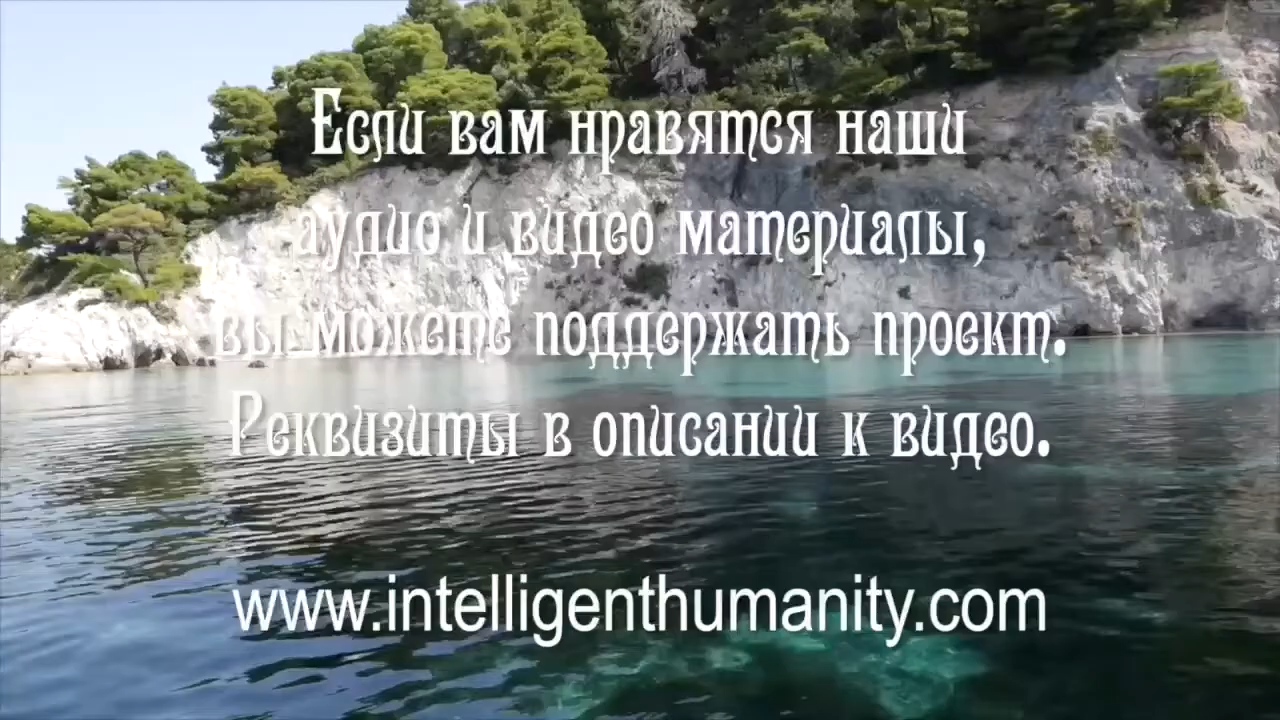 Если вам нравятся наши
аудио и видео материалы,
вы можете поддержать проект.
Реквизиты в описании к видео.
www.intelligenthumanity.com